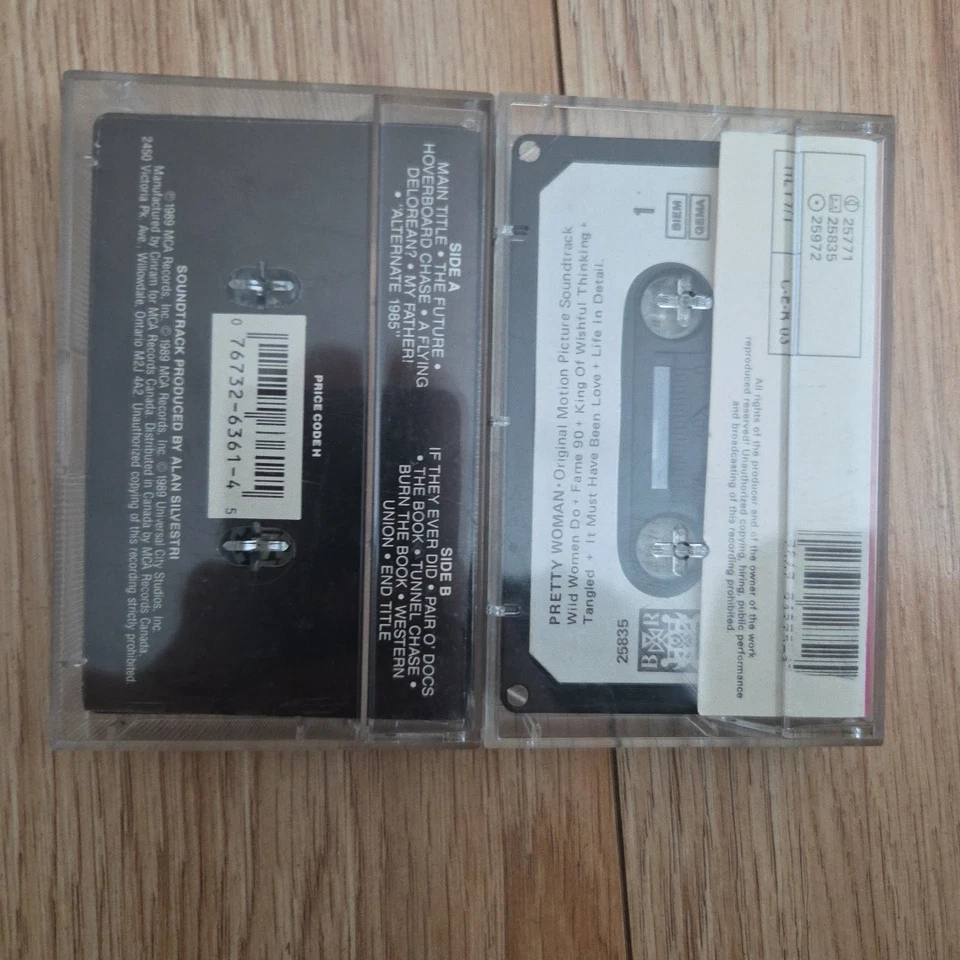 SIDE A
MAIN TITLE • THE FUTURE •
HOVERBOARD CHASE • A FLYING
DELOREAN? • MY FATHER!
• "ALTERNATE 1985"
SIDE B
IF THEY EVER DID • PAIR O' DOCS
• THE BOOK • TUNNEL CHASE •
BURN THE BOOK • WESTERN
UNION • END TITLE
PRICE CODE H
0 76732-6361-4 5
SOUNDTRACK PRODUCED BY ALAN SILVESTRI
℗ 1989 MCA Records, Inc. © 1989 MCA Records, Inc. © 1989 Universal City Studios, Inc.
Manufactured by Cinram for MCA Records Canada. Distributed in Canada by MCA Records Canada,
2450 Victoria Pk. Ave. Willowdale, Ontario M2J 4A2. Unauthorized copying of this recording strictly prohibited.
1
GEMA
BIEM
PRETTY WOMAN • Original Motion Picture Soundtrack
Wild Women Do + Fame 90 + King Of Wishful Thinking +
Tangled + It Must Have Been Love + Life In Detail.
25835
25771
25835
25972
All rights of the producer and of the owner of the work
reproduced reserved! Unauthorized copying, hiring, public performance
and broadcasting of this recording prohibited